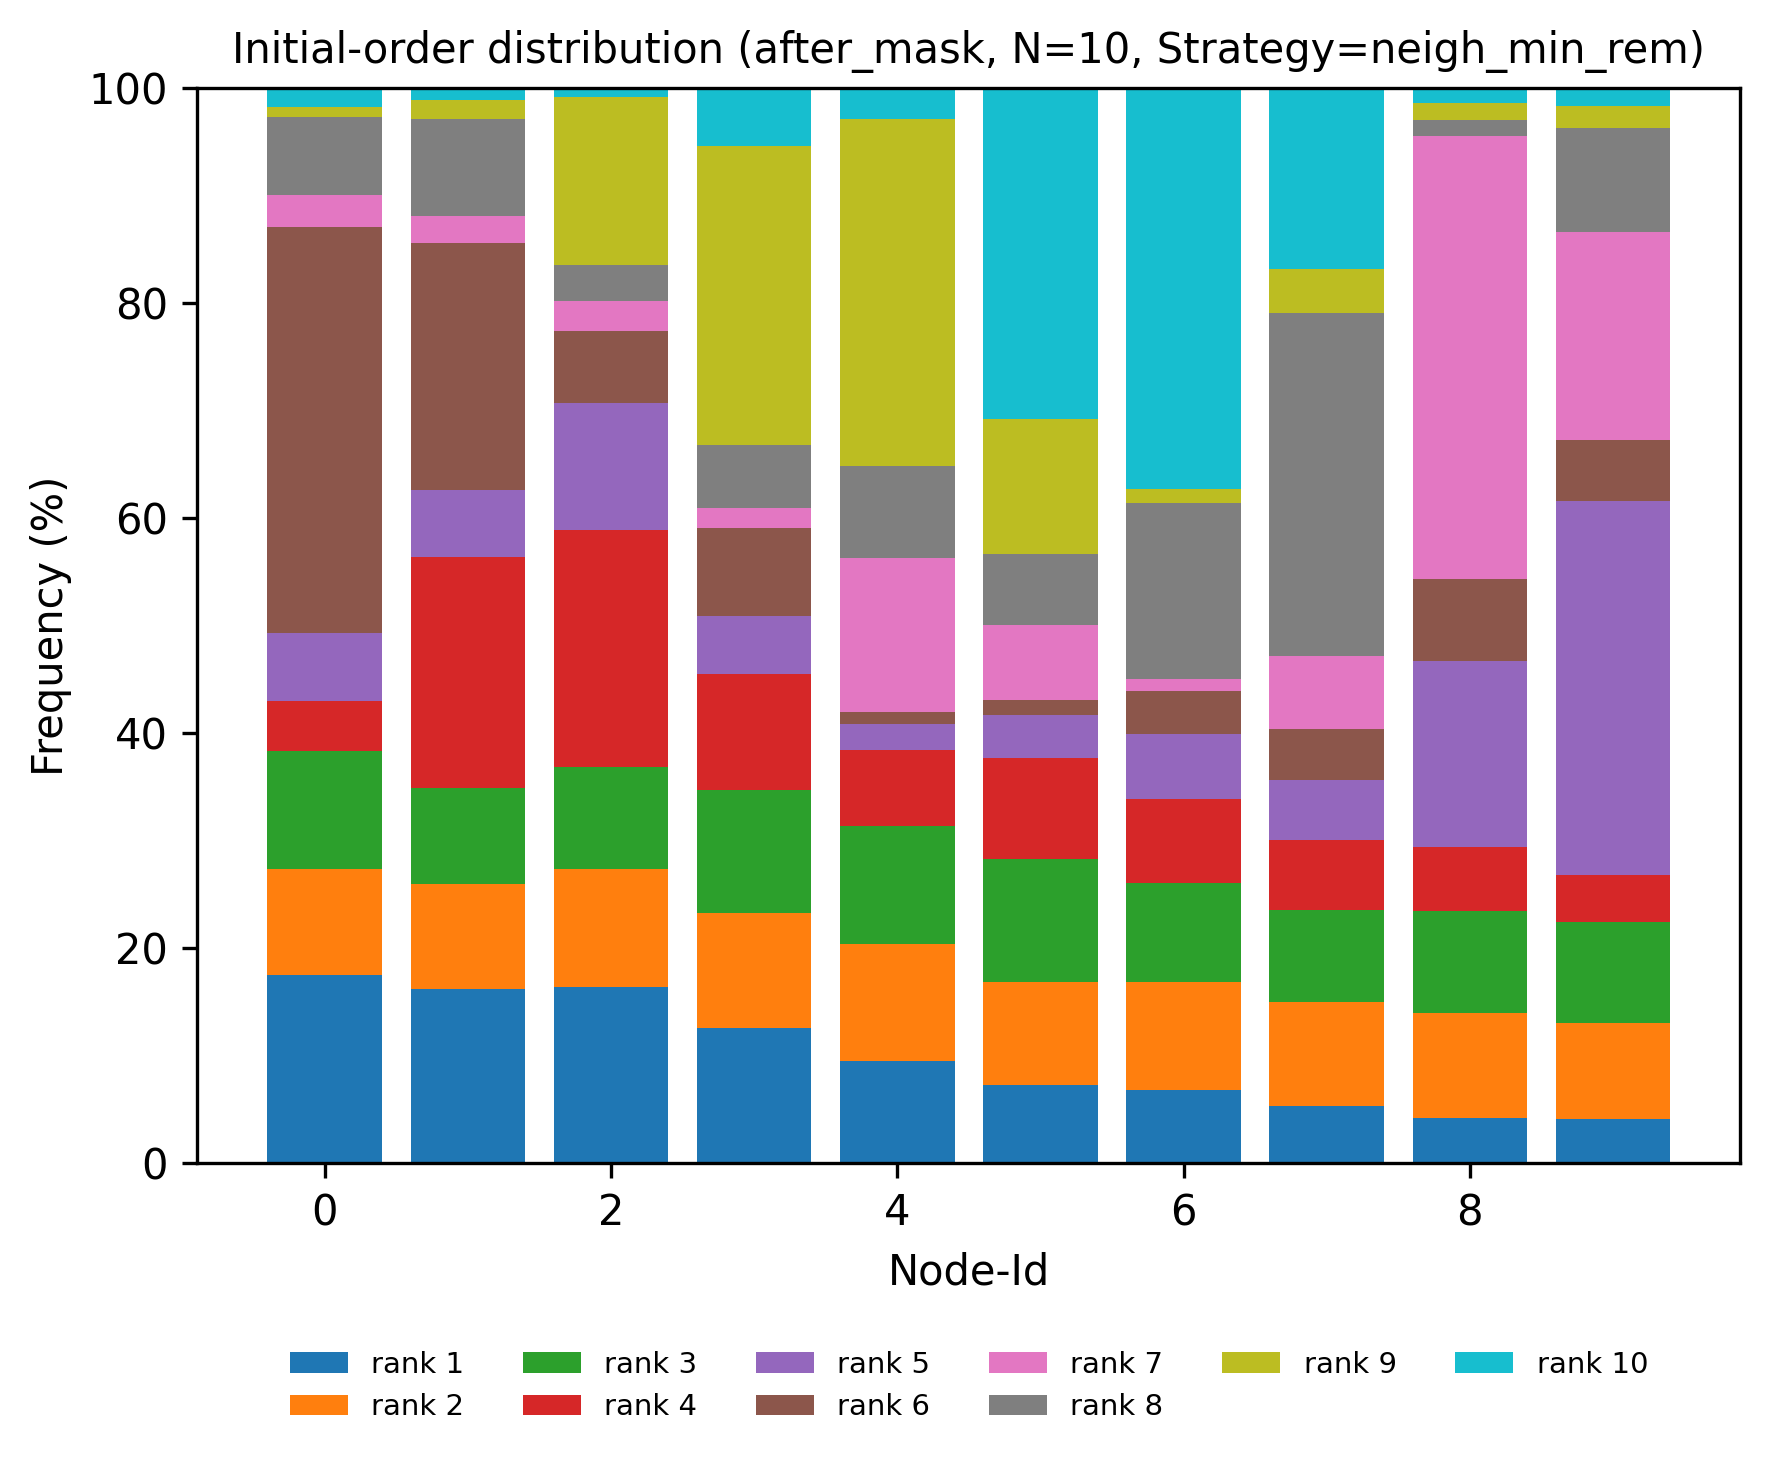 Initial-order distribution (after_mask, N=10, Strategy=neigh_min_rem)
100
80
60
40
20
0
Frequency (%)
0 2 4 6 8
Node-Id
rank 1 rank 3 rank 5 rank 7 rank 9 rank 10
rank 2 rank 4 rank 6 rank 8